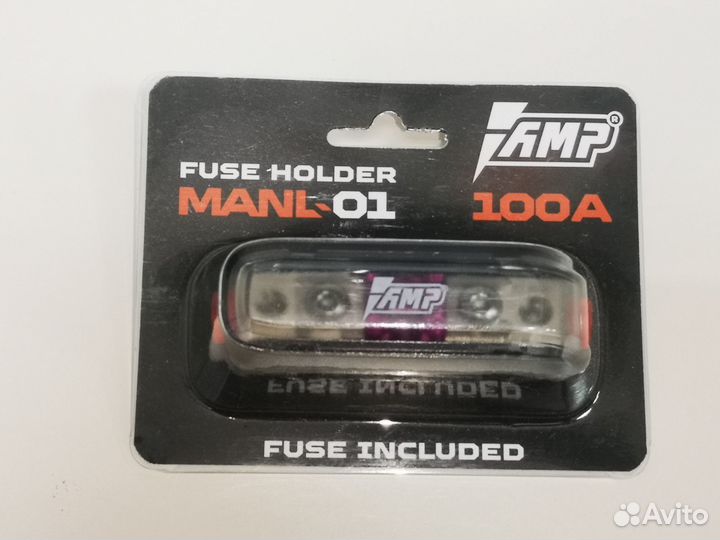 AMP®
FUSE HOLDER
MANL-01
100A
AMP
FUSE INCLUDED
FUSE INCLUDED
Avito